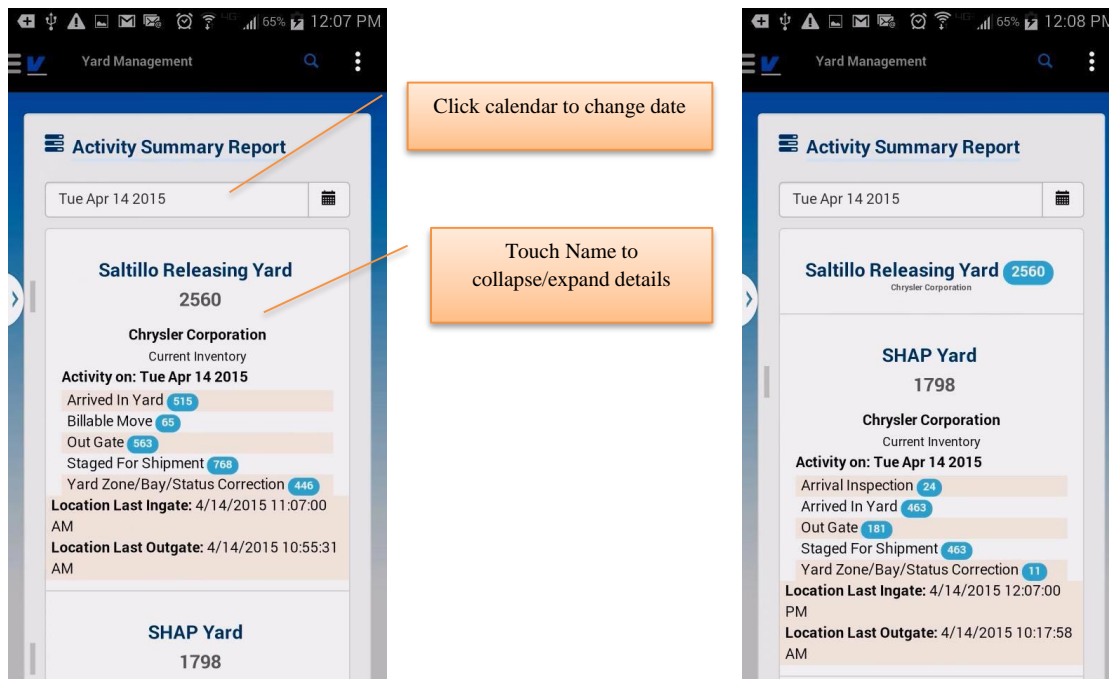 65% 12:07 PM
Yard Management
Activity Summary Report
Tue Apr 14 2015
Saltillo Releasing Yard
2560
Chrysler Corporation
Current Inventory
Activity on: Tue Apr 14 2015
Arrived In Yard 515
Billable Move 65
Out Gate 563
Staged For Shipment 768
Yard Zone/Bay/Status Correction 446
Location Last Ingate: 4/14/2015 11:07:00
AM
Location Last Outgate: 4/14/2015 10:55:31
AM
SHAP Yard
1798
Click calendar to change date
Touch Name to
collapse/expand details
65% 12:08 PM
Yard Management
Activity Summary Report
Tue Apr 14 2015
Saltillo Releasing Yard 2560
Chrysler Corporation
SHAP Yard
1798
Chrysler Corporation
Current Inventory
Activity on: Tue Apr 14 2015
Arrival Inspection 24
Arrived In Yard 463
Out Gate 181
Staged For Shipment 463
Yard Zone/Bay/Status Correction 11
Location Last Ingate: 4/14/2015 12:07:00
PM
Location Last Outgate: 4/14/2015 10:17:58
AM